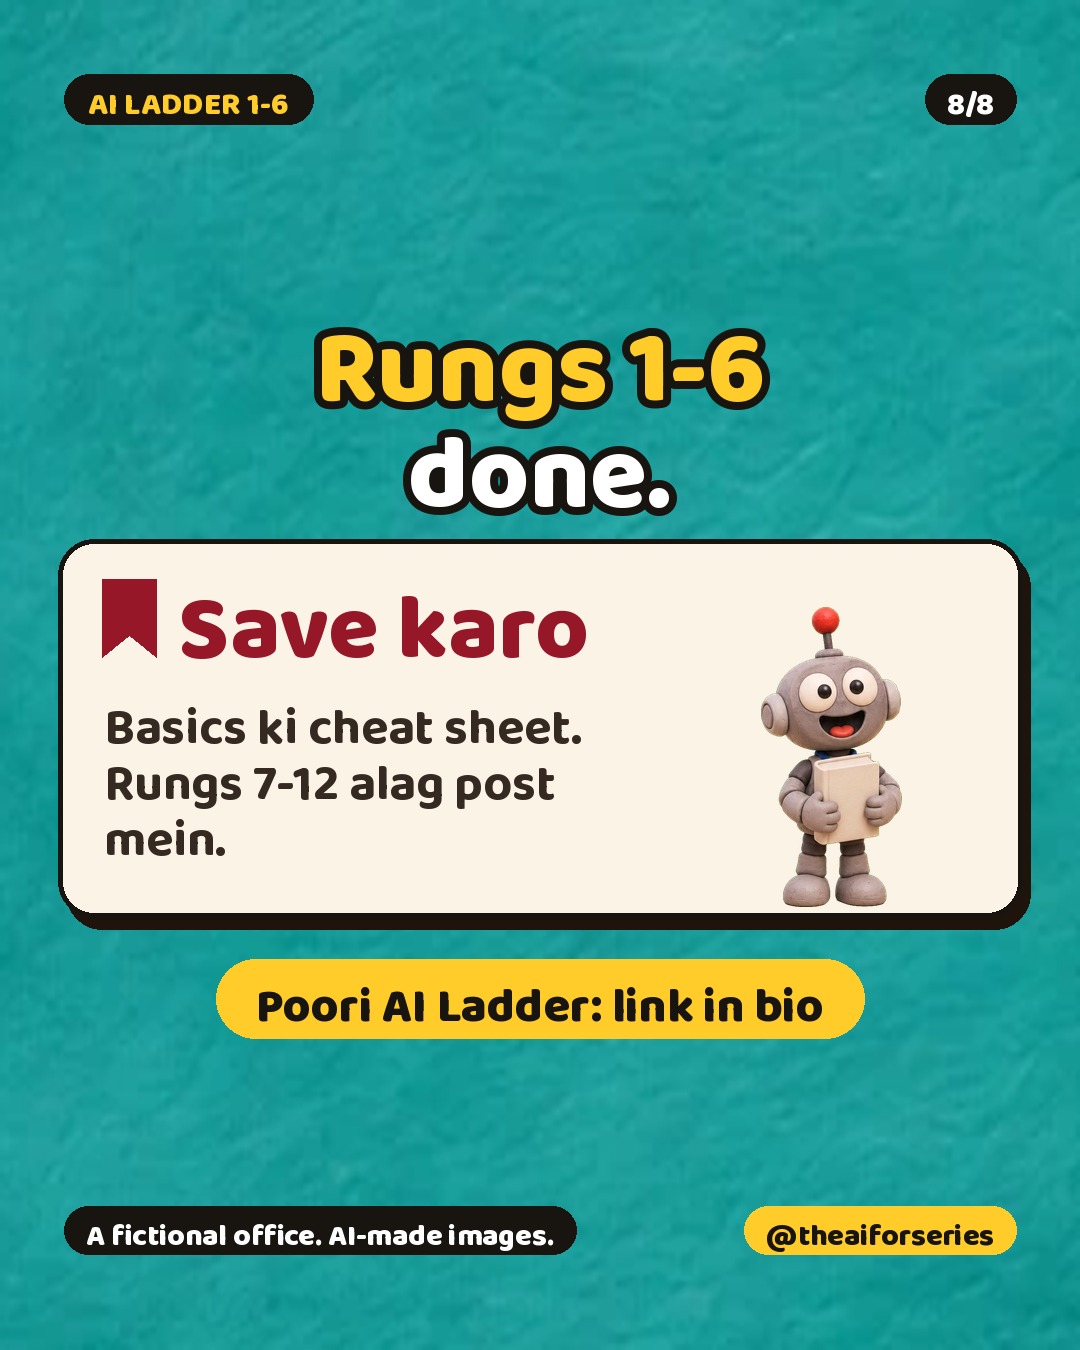 AI LADDER 1-6
8/8
Rungs 1-6
done.
Save karo
Basics ki cheat sheet.
Rungs 7-12 alag post
mein.
Poori AI Ladder: link in bio
A fictional office. AI-made images.
@theaiforseries